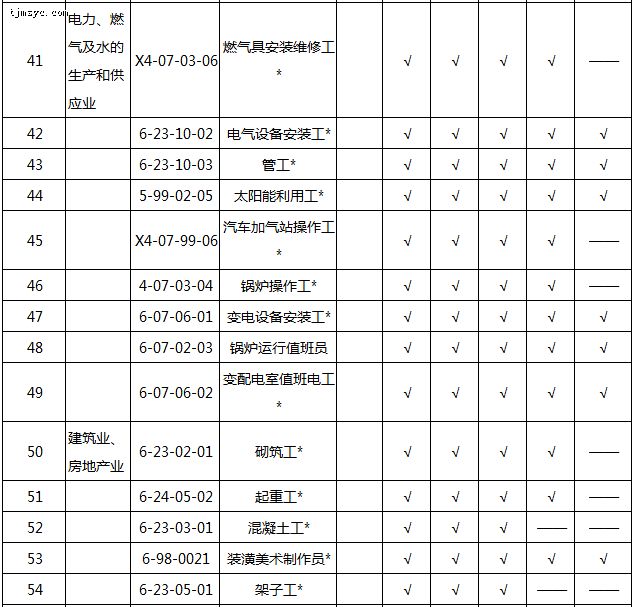 tjmsyc.com
41 电力、燃气及水的生产和供应业 X4-07-03-06 燃气具安装维修工* √ √ √ √ ——
42 6-23-10-02 电气设备安装工* √ √ √ √ √
43 6-23-10-03 管工* √ √ √ √ √
44 5-99-02-05 太阳能利用工* √ √ √ √ √
45 X4-07-99-06 汽车加气站操作工* √ √ √ √ ——
46 4-07-03-04 锅炉操作工* √ √ √ √ ——
47 6-07-06-01 变电设备安装工* √ √ √ √ √
48 6-07-02-03 锅炉运行值班员 √ √ √ √ √
49 6-07-06-02 变配电室值班电工* √ √ √ √ √
50 建筑业、房地产业 6-23-02-01 砌筑工* √ √ √ √ ——
51 6-24-05-02 起重工* √ √ √ √ ——
52 6-23-03-01 混凝土工* √ √ √ —— ——
53 6-98-0021 装潢美术制作员* √ √ √ √ √
54 6-23-05-01 架子工* √ √ √ —— ——